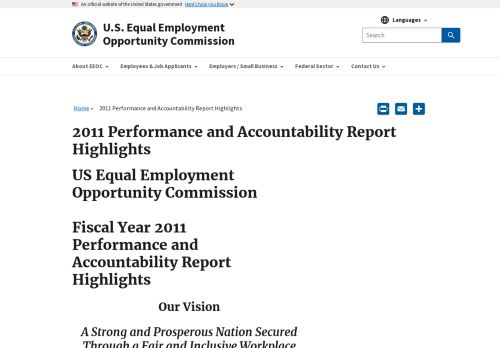 An official website of the United States government Here's how you know
U.S. Equal Employment
Opportunity Commission
Languages
Search
About EEOC
Employees & Job Applicants
Employers / Small Business
Federal Sector
Contact Us
Home » 2011 Performance and Accountability Report Highlights
2011 Performance and Accountability Report
Highlights
US Equal Employment
Opportunity Commission
Fiscal Year 2011
Performance and
Accountability Report
Highlights
Our Vision
A Strong and Prosperous Nation Secured
Through a Fair and Inclusive Workplace